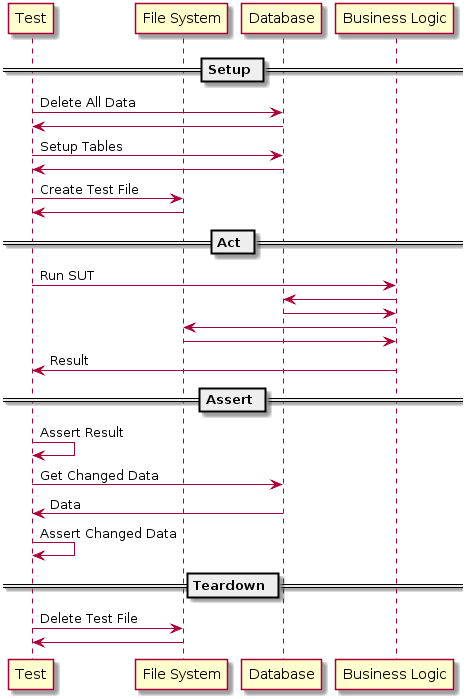 Test File System Database Business Logic
Setup
Delete All Data
Setup Tables
Create Test File
Act
Run SUT
Result
Assert
Assert Result
Get Changed Data
Data
Assert Changed Data
Teardown
Delete Test File
Test File System Database Business Logic